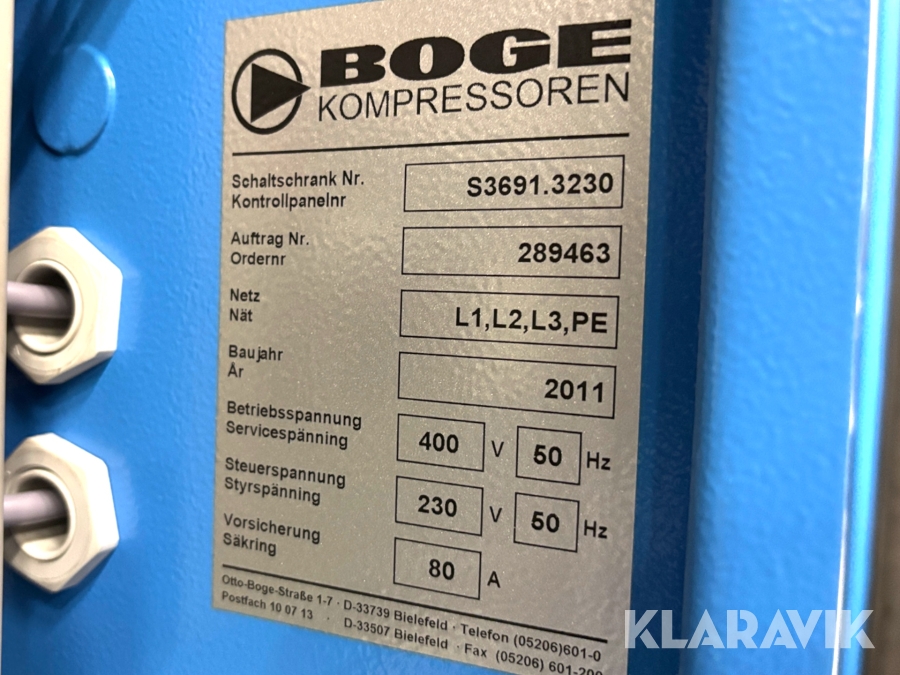 BOGE
KOMPRESSOREN
Schaltschrank Nr.
Kontrollpanelnr
S3691.3230
Auftrag Nr.
Ordernr
289463
Netz
Nät
L1,L2,L3,PE
Baujahr
År
2011
Betriebsspannung
Servicespänning
400 V 50 Hz
Steuerspannung
Styrspänning
230 V 50 Hz
Vorsicherung
Säkring
80 A
Otto-Boge-Straße 1-7 · D-33739 Bielefeld · Telefon (05206)601-0
Postfach 10 07 13 · D-33507 Bielefeld · Fax (05206) 601-200
KLARAVIK